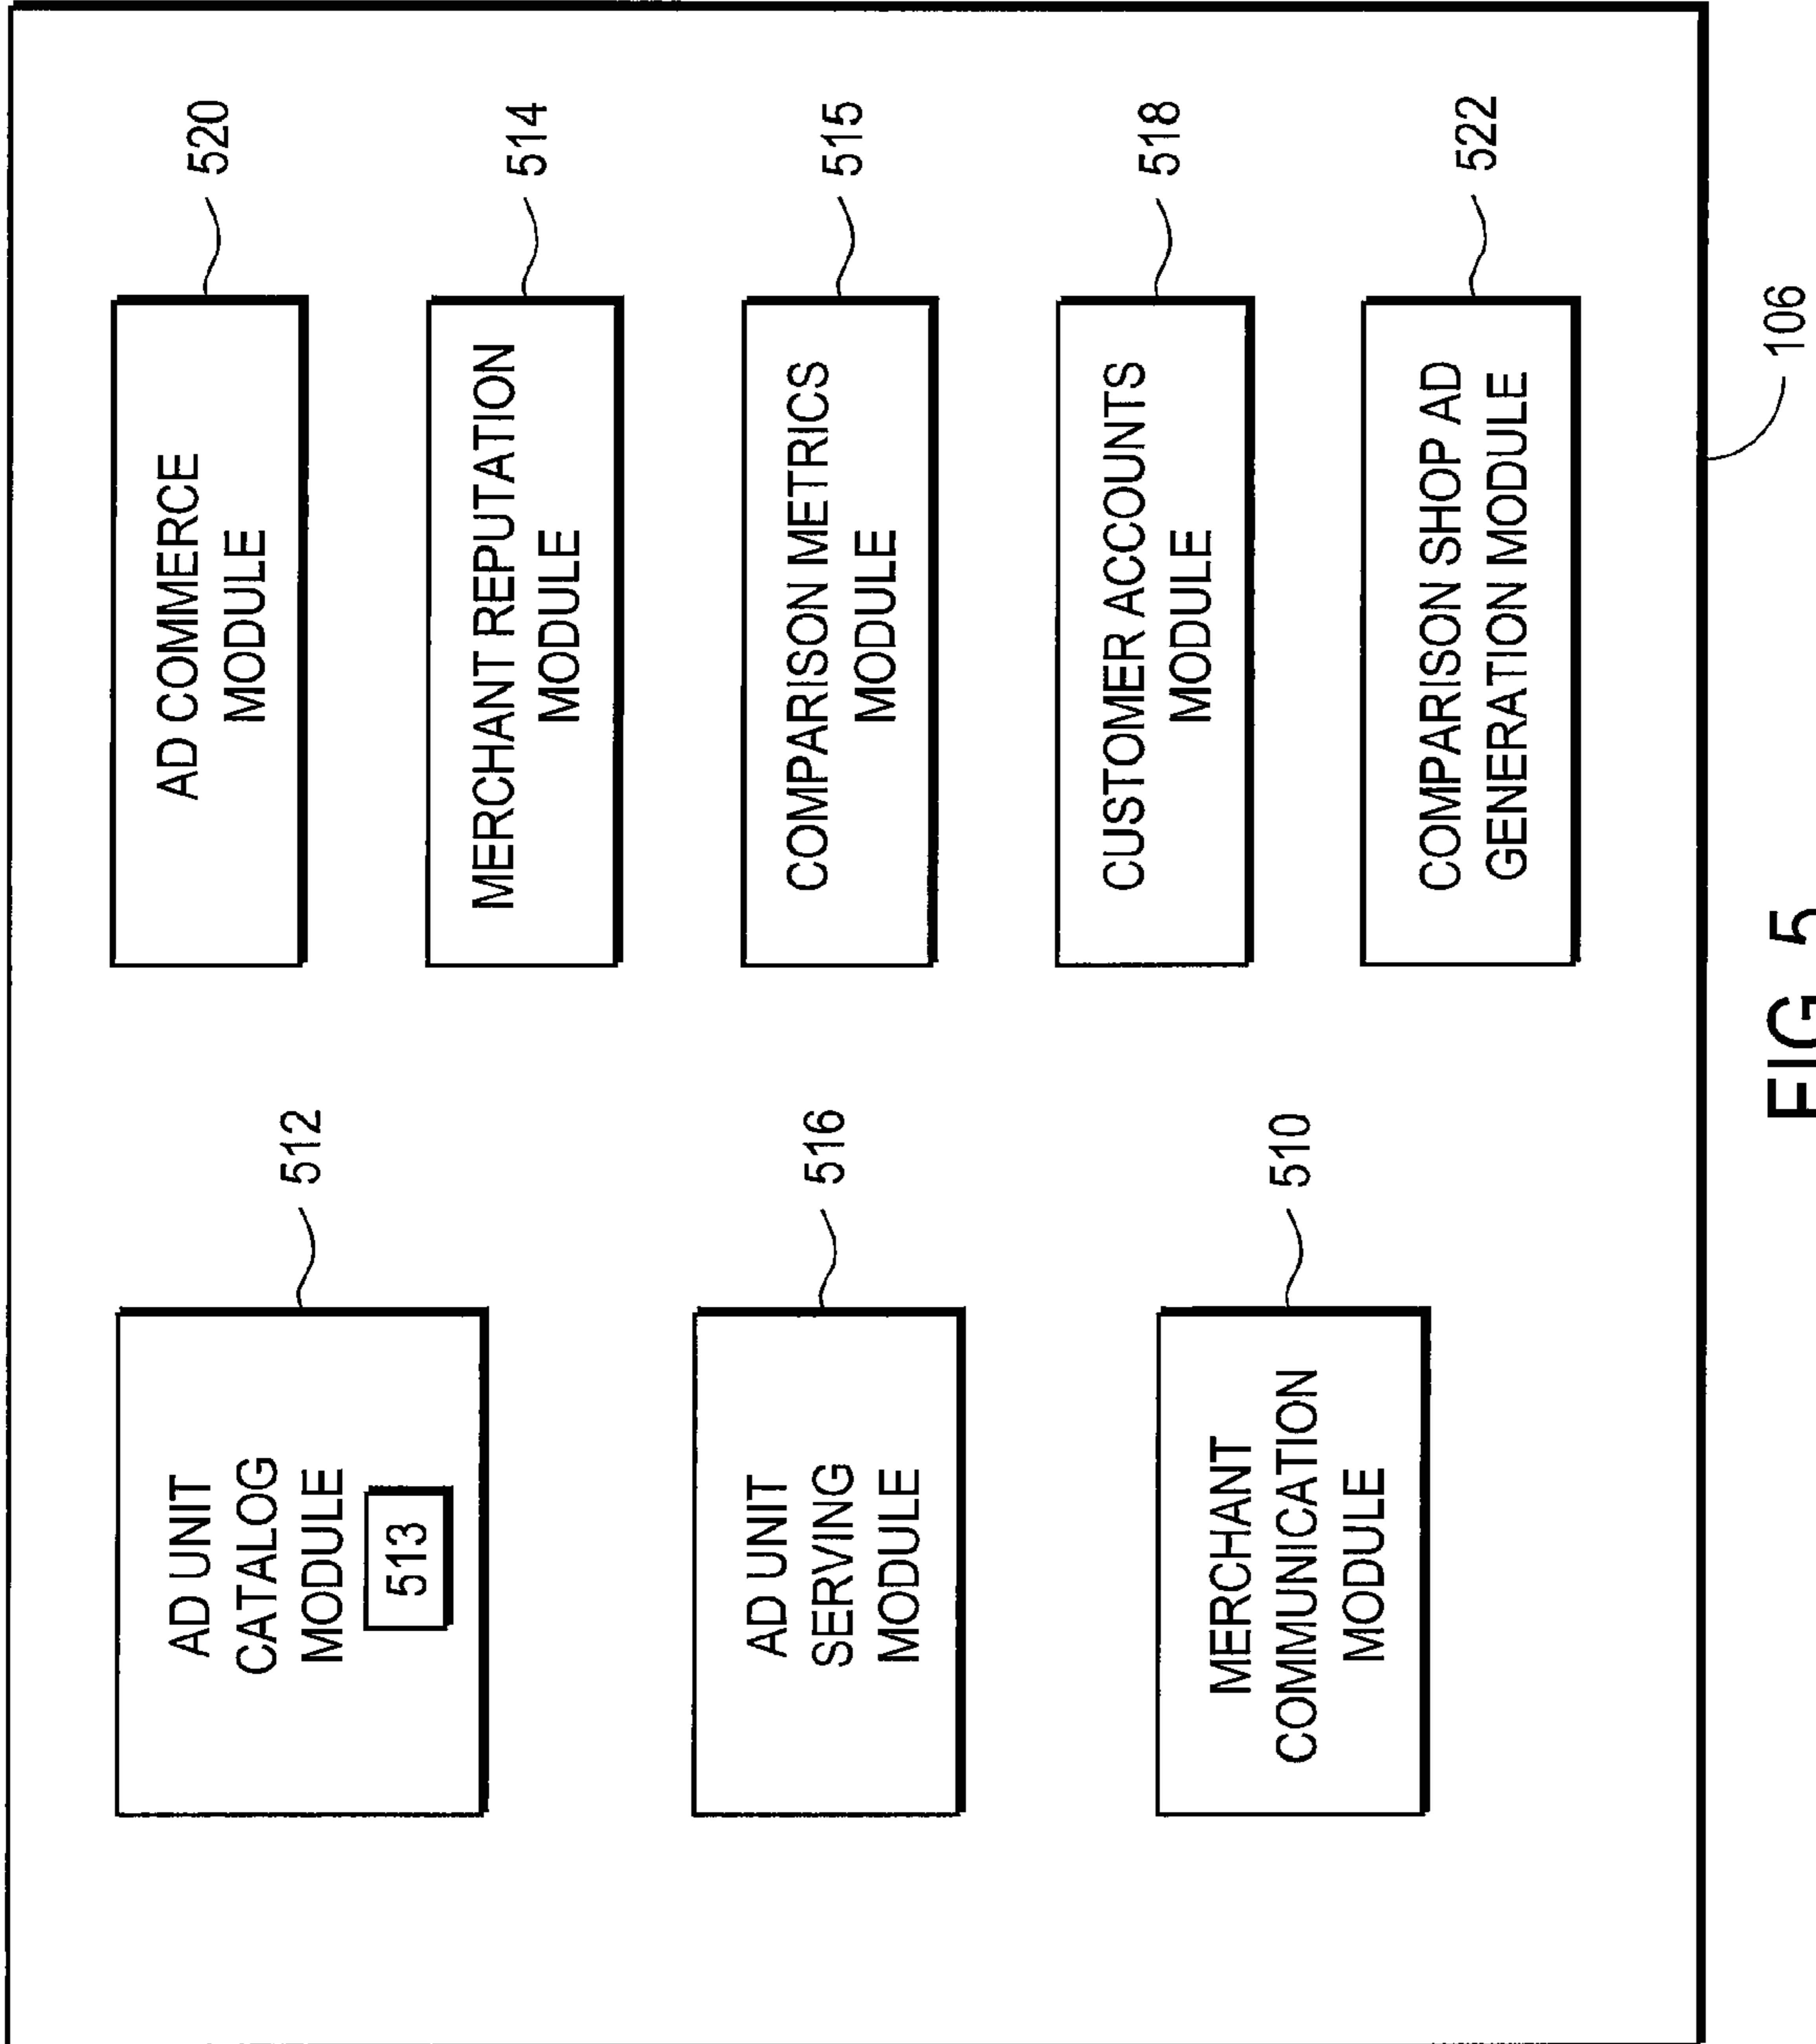 AD UNIT
CATALOG
MODULE
513
512
AD UNIT
SERVING
MODULE
516
MERCHANT
COMMUNICATION
MODULE
510
AD COMMERCE
MODULE
520
MERCHANT REPUTATION
MODULE
514
COMPARISON METRICS
MODULE
515
CUSTOMER ACCOUNTS
MODULE
518
COMPARISON SHOP AD
GENERATION MODULE
522
106
FIG. 5